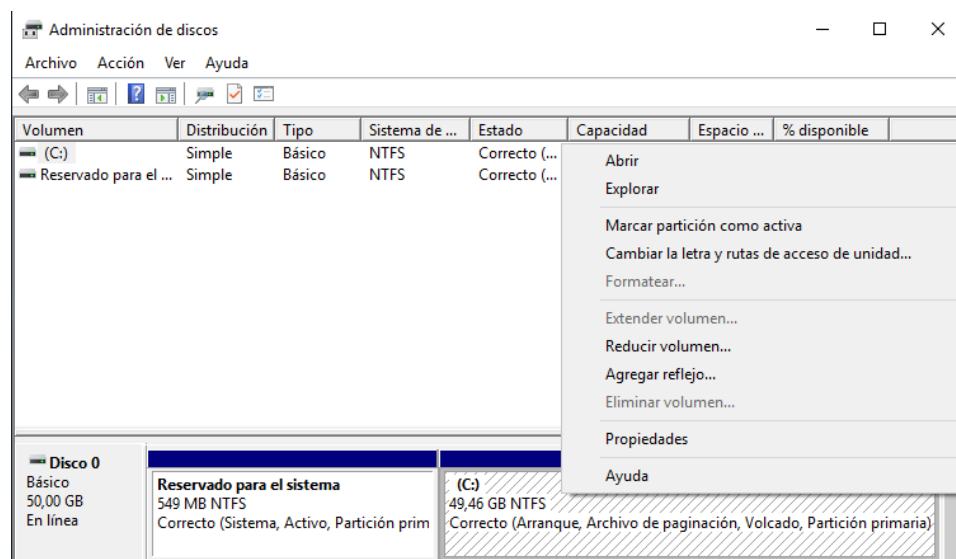 Administración de discos
Archivo Acción Ver Ayuda
Volumen Distribución Tipo Sistema de ... Estado Capacidad Espacio ... % disponible
(C:) Simple Básico NTFS Correcto (...
Reservado para el ... Simple Básico NTFS Correcto (...
Abrir
Explorar
Marcar partición como activa
Cambiar la letra y rutas de acceso de unidad...
Formatear...
Extender volumen...
Reducir volumen...
Agregar reflejo...
Eliminar volumen...
Propiedades
Ayuda
Disco 0
Básico
50,00 GB
En línea
Reservado para el sistema
549 MB NTFS
Correcto (Sistema, Activo, Partición prim
(C:)
49,46 GB NTFS
Correcto (Arranque, Archivo de paginación, Volcado, Partición primaria)